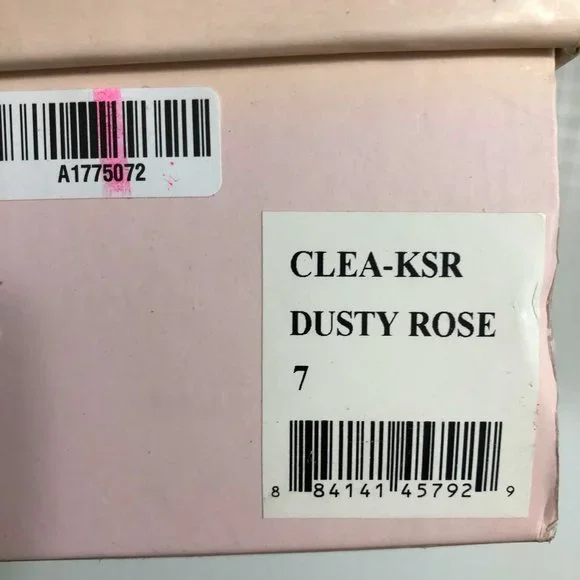 A1775072
CLEA-KSR
DUSTY ROSE
7
8 84141 45792 9